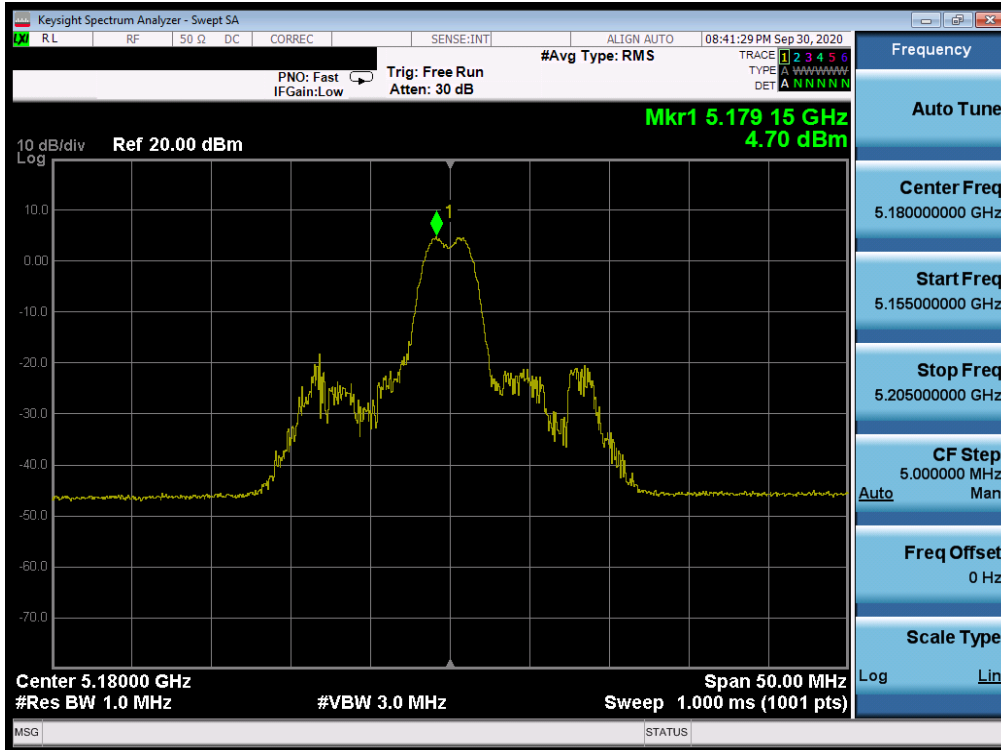 Keysight Spectrum Analyzer - Swept SA
LXI RL RF 50 Ω DC CORREC SENSE:INT ALIGN AUTO 08:41:29 PM Sep 30, 2020
#Avg Type: RMS
TRACE 1 2 3 4 5 6
PNO: Fast Trig: Free Run
TYPE A WWWWW
IFGain:Low Atten: 30 dB
DET A N N N N N
Mkr1 5.179 15 GHz
4.70 dBm
10 dB/div Ref 20.00 dBm
Log
1
10.0
0.00
-10.0
-20.0
-30.0
-40.0
-50.0
-60.0
-70.0
Center 5.18000 GHz Span 50.00 MHz
#Res BW 1.0 MHz #VBW 3.0 MHz Sweep 1.000 ms (1001 pts)
MSG STATUS
Frequency
Auto Tune
Center Freq
5.180000000 GHz
Start Freq
5.155000000 GHz
Stop Freq
5.205000000 GHz
CF Step
5.000000 MHz
Auto Man
Freq Offset
0 Hz
Scale Type
Log Lin